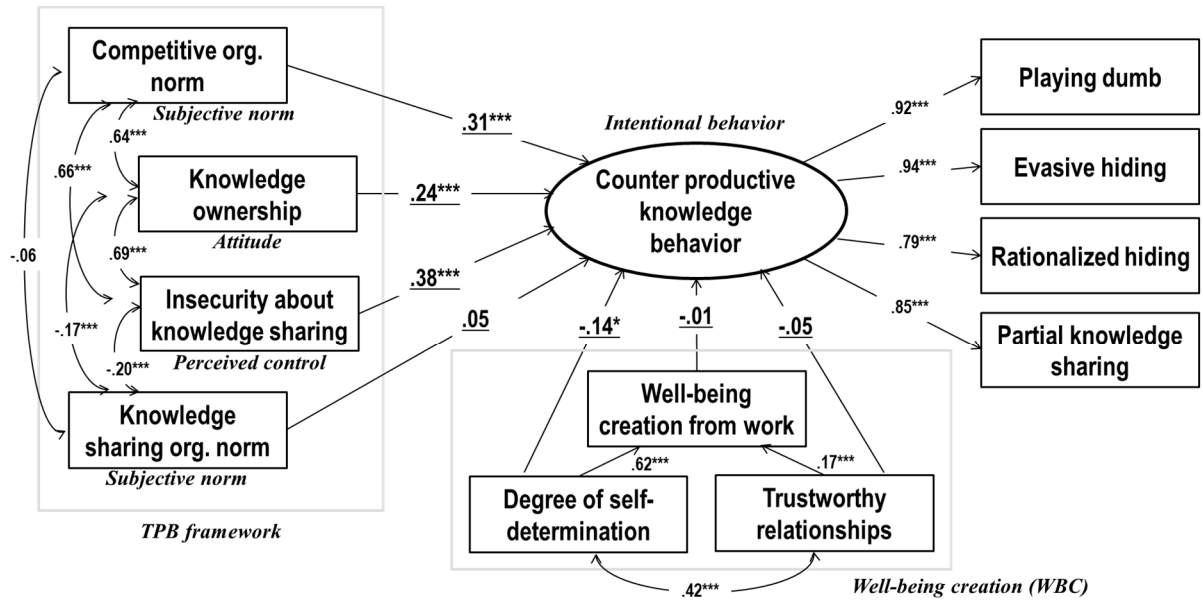 Competitive org.
norm
Subjective norm
.64***
.66***
Knowledge
ownership
Attitude
-.06
.69***
Insecurity about
knowledge sharing
Perceived control
-.17***
-.20***
Knowledge
sharing org. norm
Subjective norm
TPB framework
.31***
.24***
.38***
.05
Intentional behavior
Counter productive
knowledge
behavior
-.14*
-.01
-.05
Well-being
creation from work
.62***
.17***
Degree of self-
determination
Trustworthy
relationships
.42***
Well-being creation (WBC)
.92***
.94***
.79***
.85***
Playing dumb
Evasive hiding
Rationalized hiding
Partial knowledge
sharing